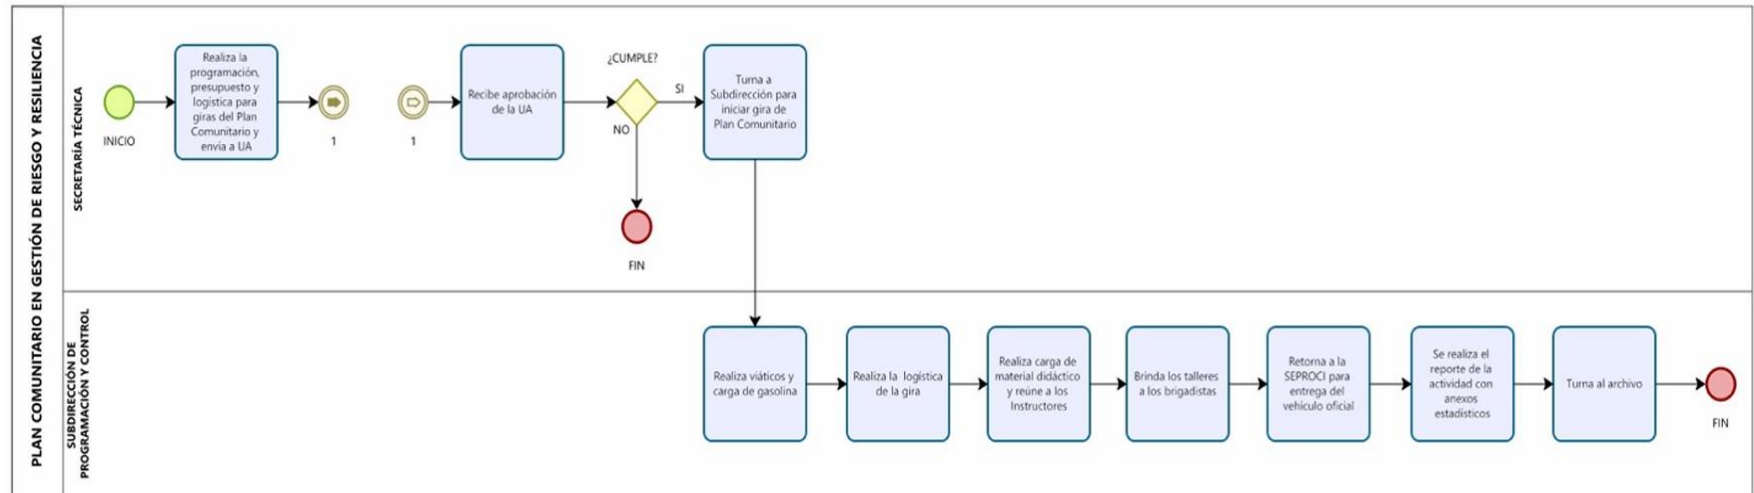 PLAN COMUNITARIO EN GESTIÓN DE RIESGO Y RESILIENCIA
SECRETARÍA TÉCNICA
INICIO
Realiza la
programación,
presupuesto y
logística para
giras del Plan
Comunitario y
envía a UA
1
1
Recibe aprobación
de la UA
¿CUMPLE?
SI
NO
FIN
Turna a
Subdirección para
iniciar gira de
Plan Comunitario
SUBDIRECCIÓN DE
PROGRAMACIÓN Y CONTROL
Realiza viáticos y
carga de gasolina
Realiza la logística
de la gira
Realiza carga de
material didáctico
y reúne a los
Instructores
Brinda los talleres
a los brigadistas
Retorna a la
SEPROCI para
entrega del
vehículo oficial
Se realiza el
reporte de la
actividad con
anexos
estadísticos
Turna al archivo
FIN